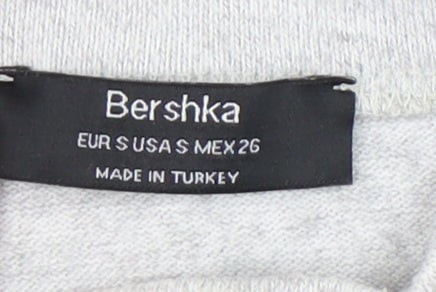 Bershka
EUR S USA S MEX 26
MADE IN TURKEY